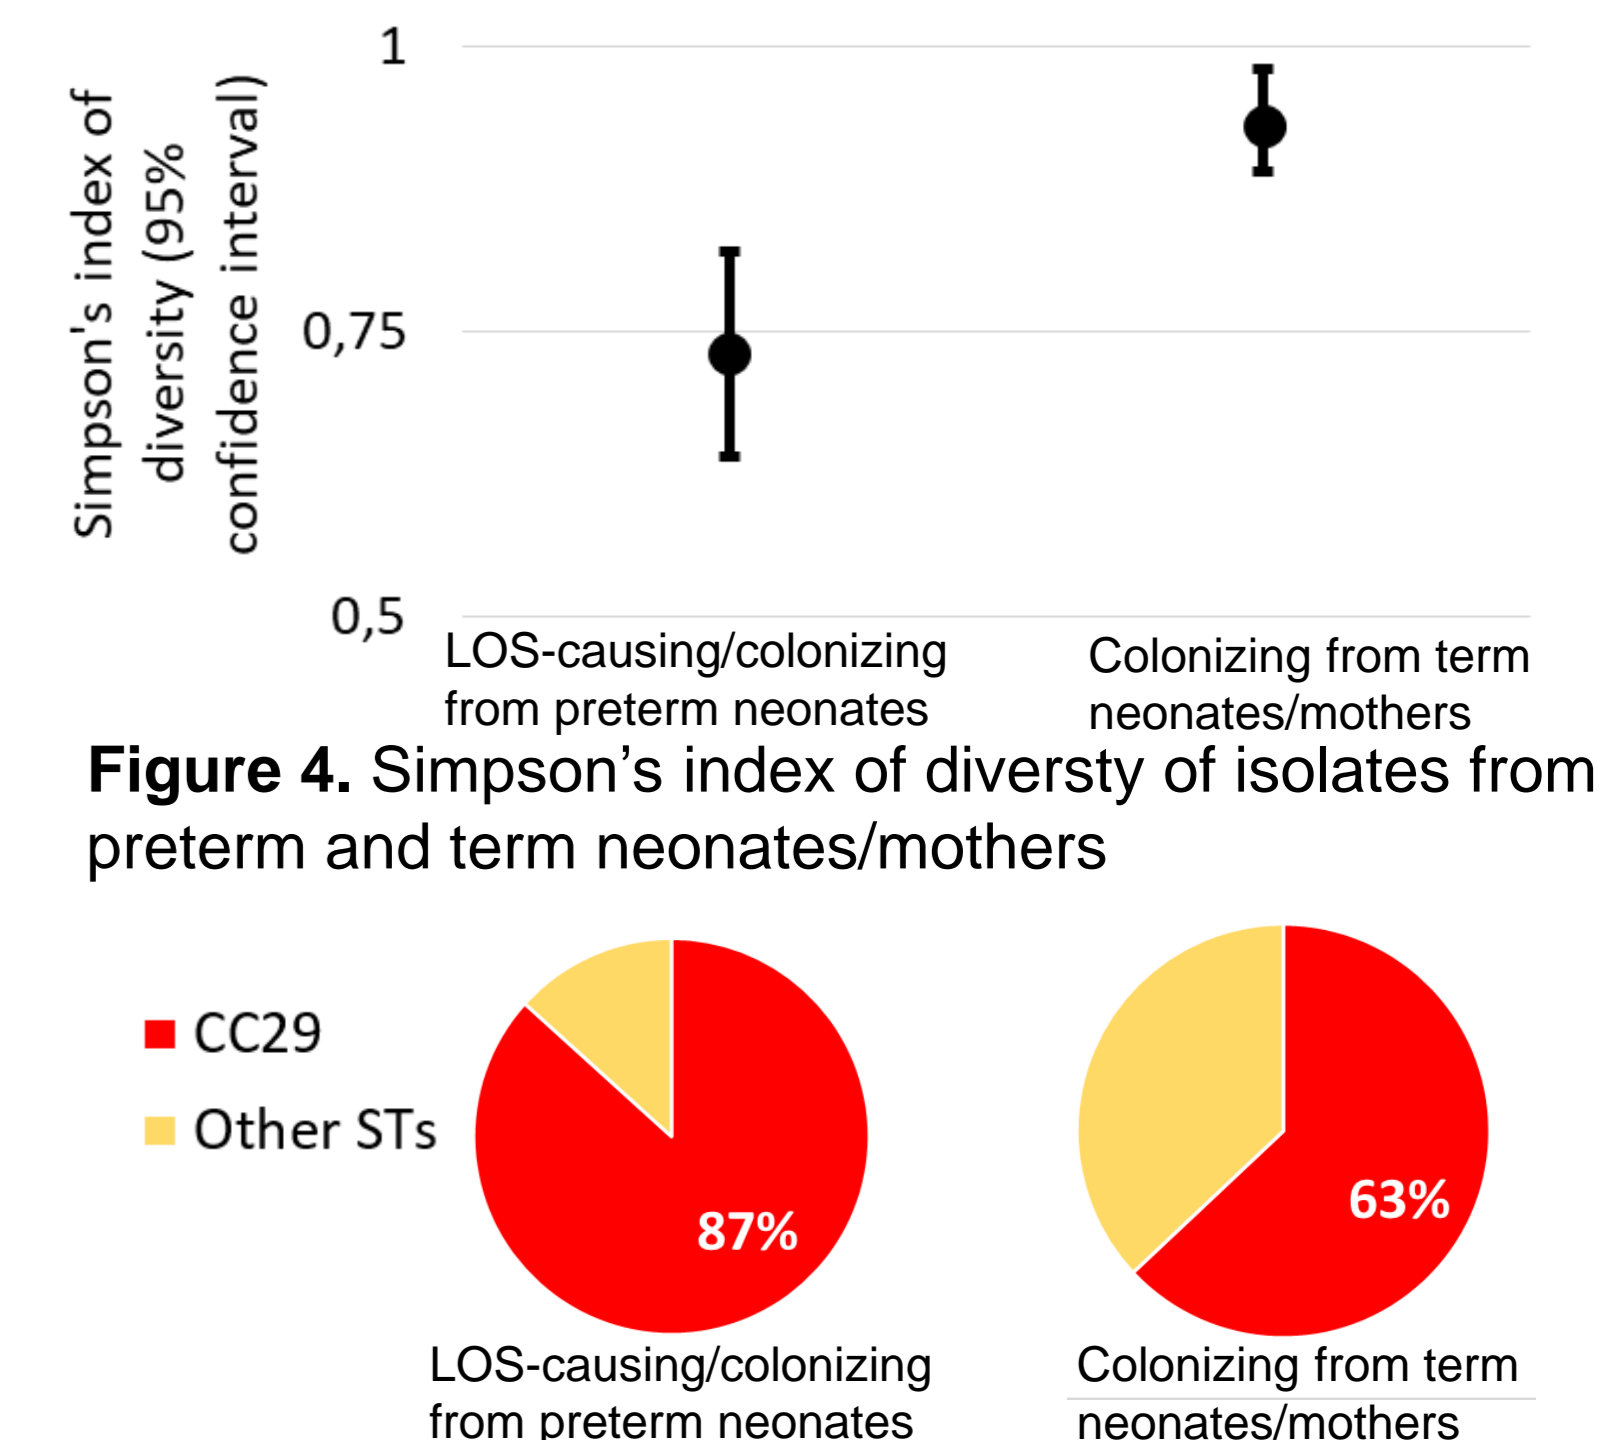 1
0,75
0,5
Simpson's index of
diversity (95%
confidence interval)
LOS-causing/colonizing
from preterm neonates
Colonizing from term
neonates/mothers
Figure 4. Simpson’s index of diversty of isolates from
preterm and term neonates/mothers
CC29
Other STs
87%
63%
LOS-causing/colonizing
from preterm neonates
Colonizing from term
neonates/mothers